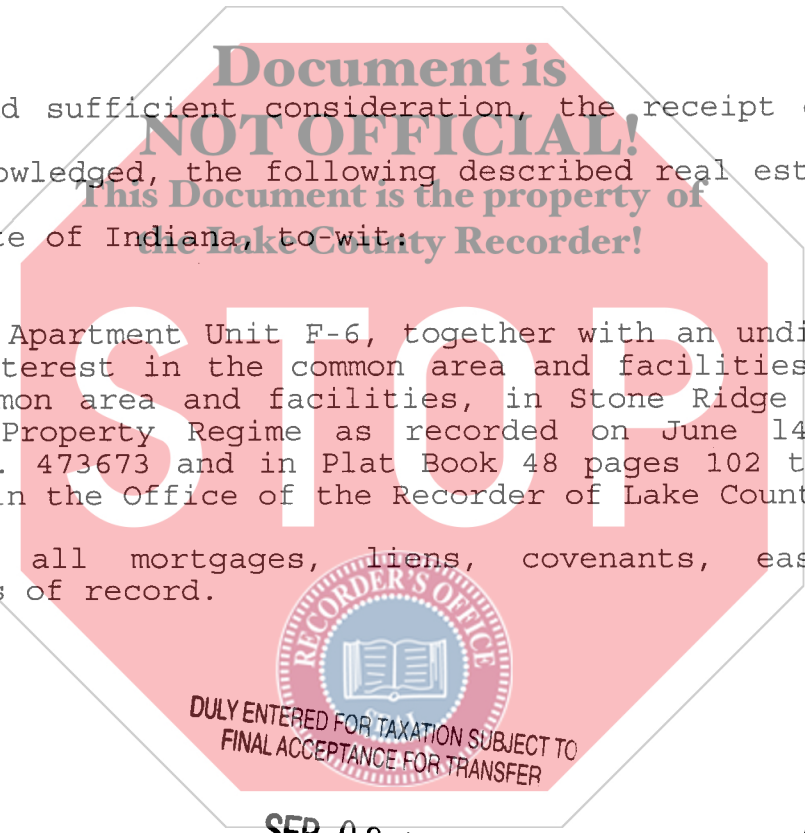 Document is
d sufficient consideration, the receipt
NOT OFFICIAL!
owledged, the following described real est
This Document is the property of
te of Indiana, to-wit:
the Lake County Recorder!
STOP
Apartment Unit F-6, together with an undi
terest in the common area and facilities
mon area and facilities, in Stone Ridge
Property Regime as recorded on June 14
. 473673 and in Plat Book 48 pages 102 t
in the Office of the Recorder of Lake Count
all mortgages, liens, covenants, eas
s of record.
RECORDER'S OFFICE
SEAL
DULY ENTERED FOR TAXATION SUBJECT TO
FINAL ACCEPTANCE FOR TRANSFER